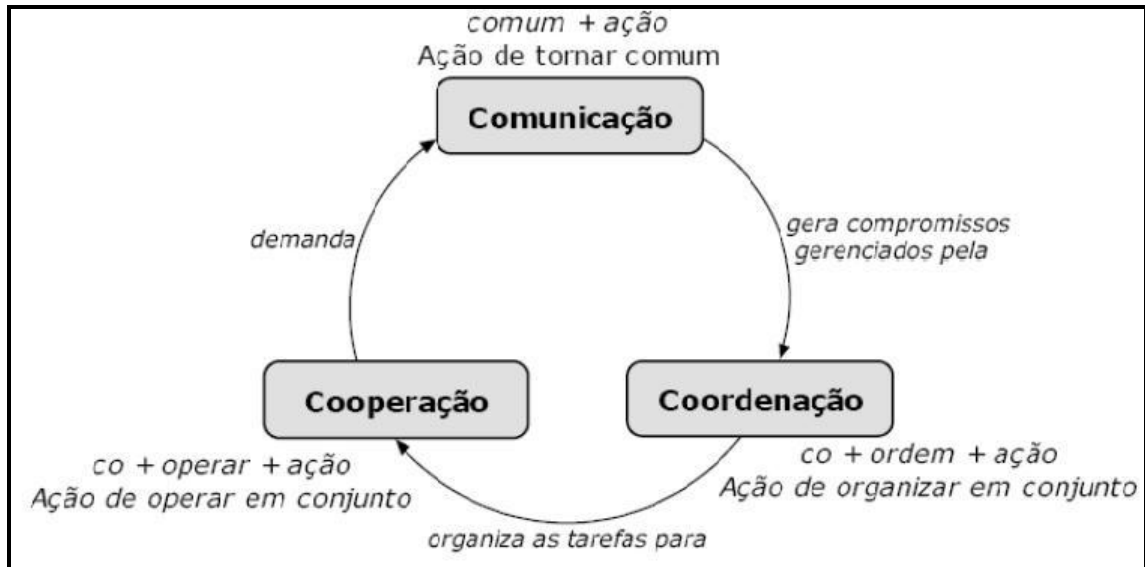 comum + ação
Ação de tornar comum
Comunicação
demanda
gera compromissos
gerenciados pela
Cooperação
Coordenação
co + operar + ação
Ação de operar em conjunto
co + ordem + ação
Ação de organizar em conjunto
organiza as tarefas para